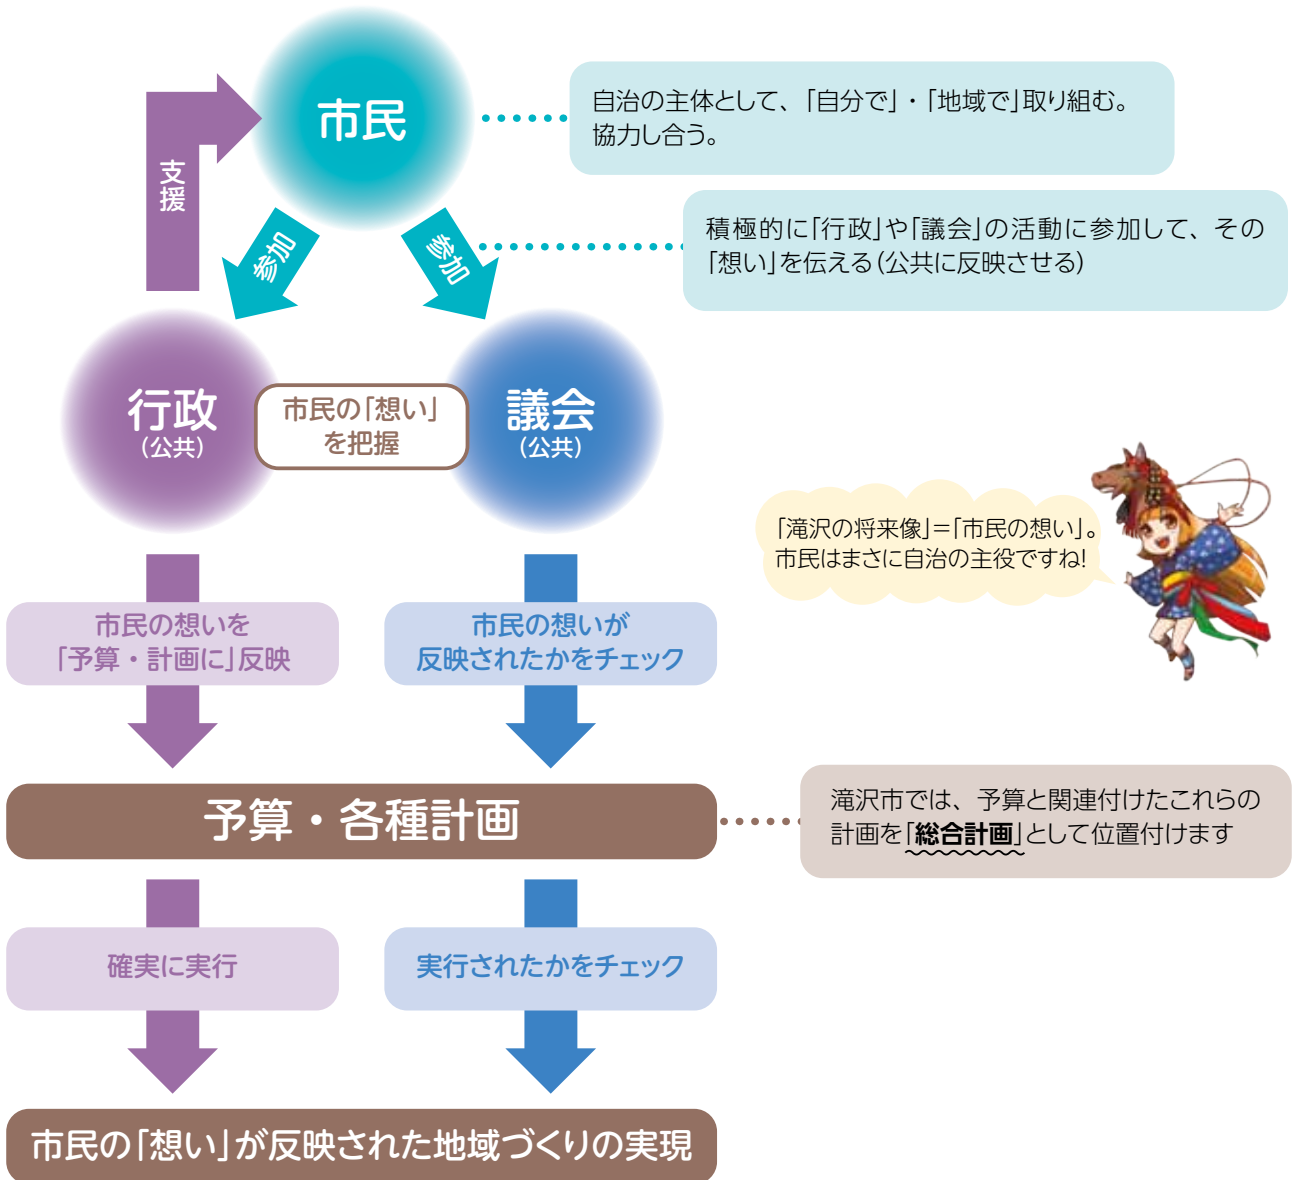 市民
自治の主体として、「自分で」・「地域で」取り組む。
協力し合う。
支援
参加
参加
積極的に「行政」や「議会」の活動に参加して、その
「想い」を伝える(公共に反映させる)
行政
(公共)
市民の「想い」
を把握
議会
(公共)
「滝沢の将来像」=「市民の想い」。
市民はまさに自治の主役ですね!
市民の想いを
「予算・計画に」反映
市民の想いが
反映されたかをチェック
予算・各種計画
滝沢市では、予算と関連付けたこれらの
計画を「総合計画」として位置付けます
確実に実行
実行されたかをチェック
市民の「想い」が反映された地域づくりの実現